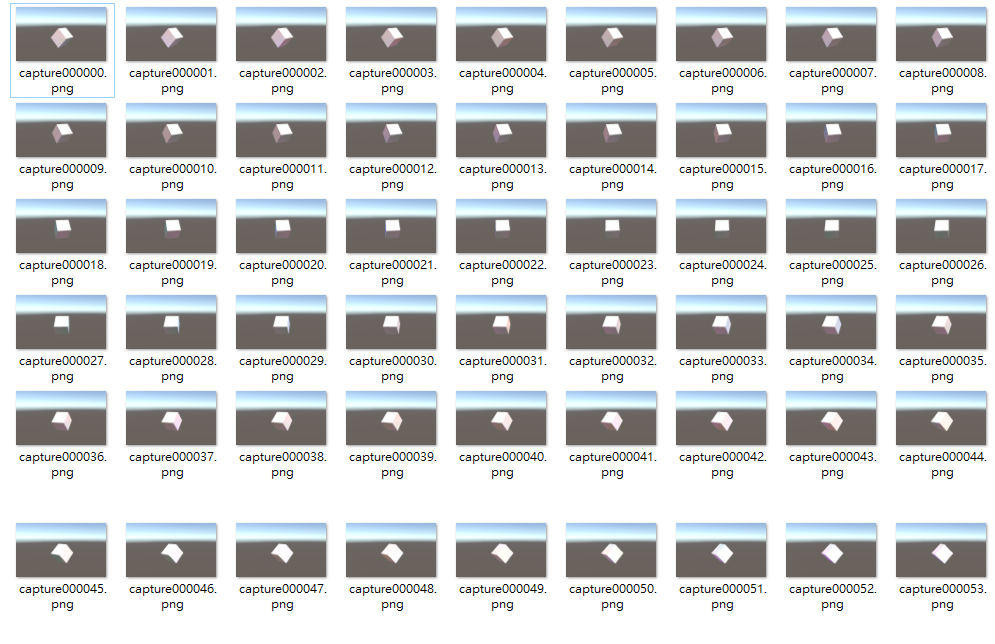 capture000000. capture000001. capture000002. capture000003. capture000004. capture000005. capture000006. capture000007. capture000008.
png png png png png png png png png
capture000009. capture000010. capture000011. capture000012. capture000013. capture000014. capture000015. capture000016. capture000017.
png png png png png png png png png
capture000018. capture000019. capture000020. capture000021. capture000022. capture000023. capture000024. capture000025. capture000026.
png png png png png png png png png
capture000027. capture000028. capture000029. capture000030. capture000031. capture000032. capture000033. capture000034. capture000035.
png png png png png png png png png
capture000036. capture000037. capture000038. capture000039. capture000040. capture000041. capture000042. capture000043. capture000044.
png png png png png png png png png
capture000045. capture000046. capture000047. capture000048. capture000049. capture000050. capture000051. capture000052. capture000053.
png png png png png png png png png